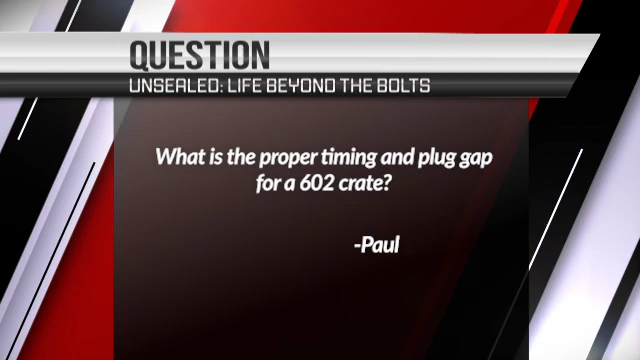 QUESTION
UNSEALED: LIFE BEYOND THE BOLTS
What is the proper timing and plug gap
for a 602 crate?
-Paul